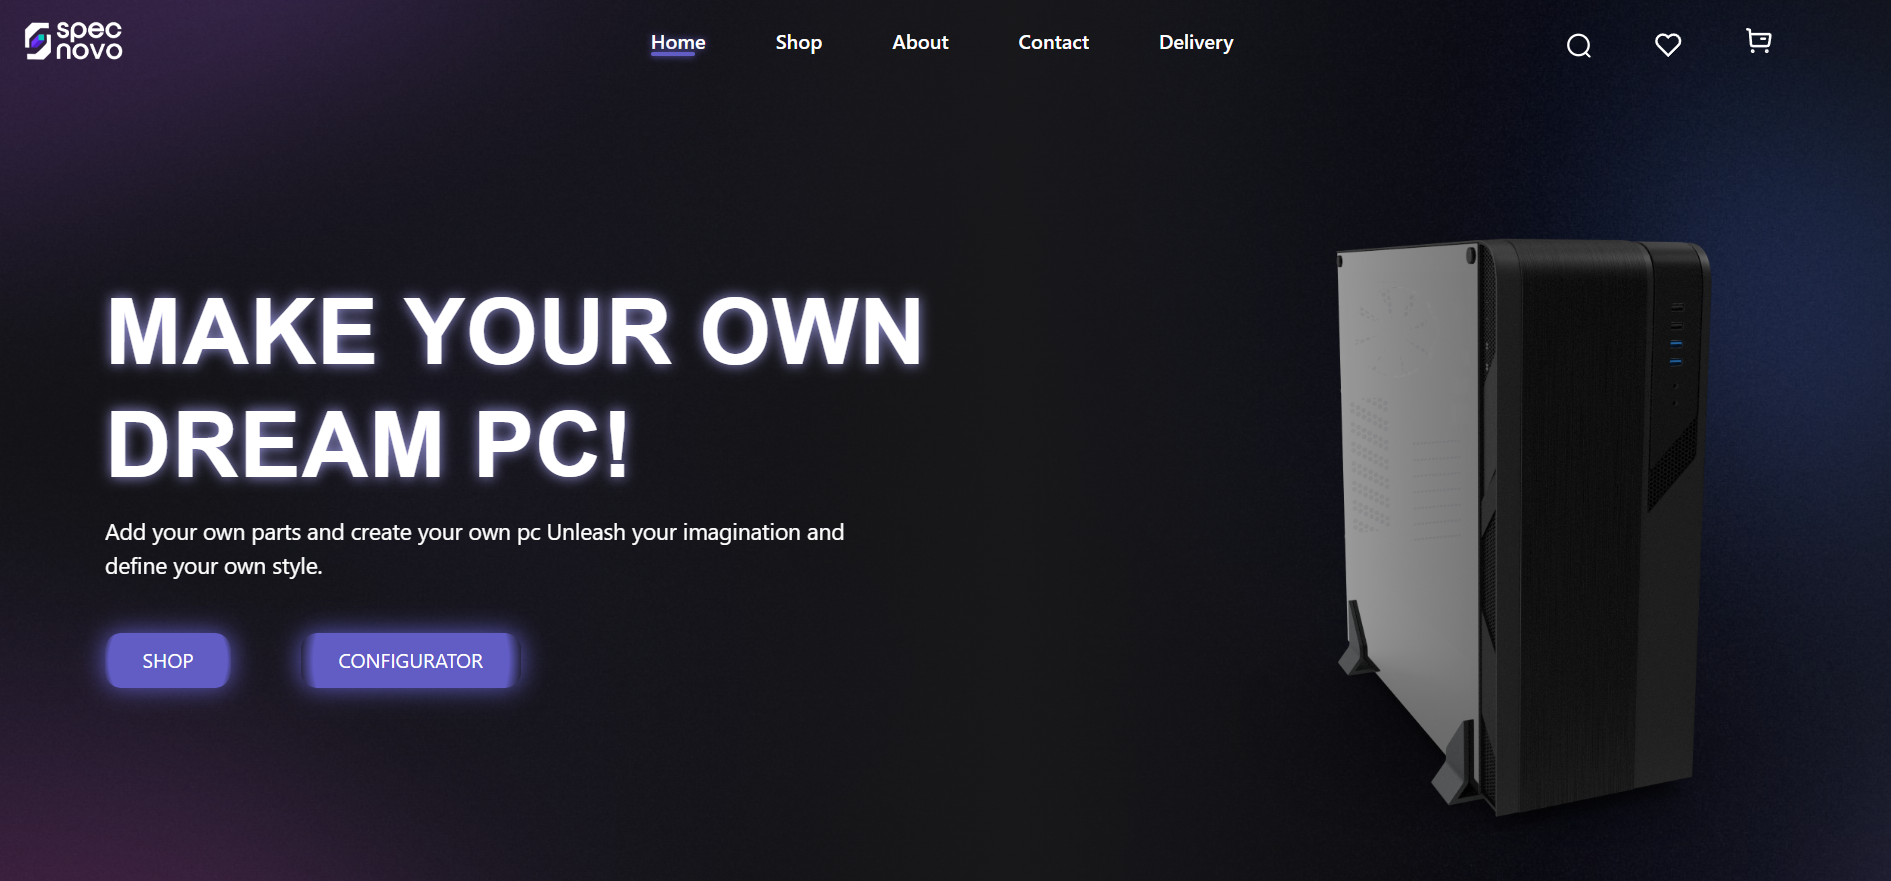 spec
novo
Home Shop About Contact Delivery
MAKE YOUR OWN
DREAM PC!
Add your own parts and create your own pc Unleash your imagination and
define your own style.
SHOP CONFIGURATOR